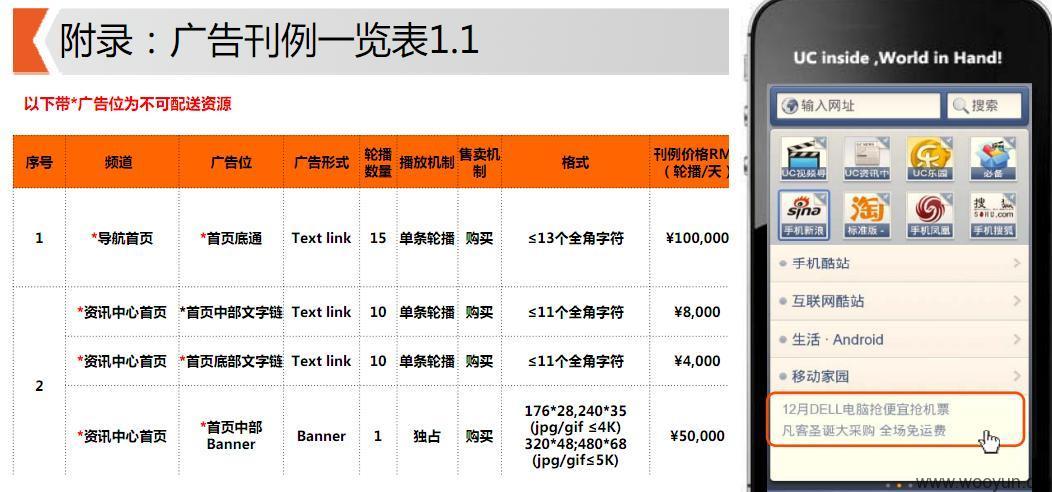 附录：广告刊例一览表1.1
以下带*广告位为不可配送资源
序号 频道 广告位 广告形式 轮播数量 播放机制 售卖机制 格式 刊例价格RM（轮播/天）
1 *导航首页 *首页底通 Text link 15 单条轮播 购买 ≤13个全角字符 ¥100,000
2
*资讯中心首页 *首页中部文字链 Text link 10 单条轮播 购买 ≤11个全角字符 ¥8,000
*资讯中心首页 *首页底部文字链 Text link 10 单条轮播 购买 ≤11个全角字符 ¥4,000
*资讯中心首页 *首页中部 Banner Banner 1 独占 购买 176*28,240*35 (jpg/gif ≤4K) 320*48;480*68 (jpg/gif≤5K) ¥50,000
UC inside ,World in Hand!
输入网址 搜索
UC视频导 UC资讯中 UC乐园 必备
sina 淘 搜狐 SOHU.com
手机新浪 标准版 - 手机凤凰 手机搜狐
手机酷站
互联网酷站
生活 · Android
移动家园
12月DELL电脑抢便宜抢机票
凡客圣诞大采购 全场免运费
www.wooyun.o